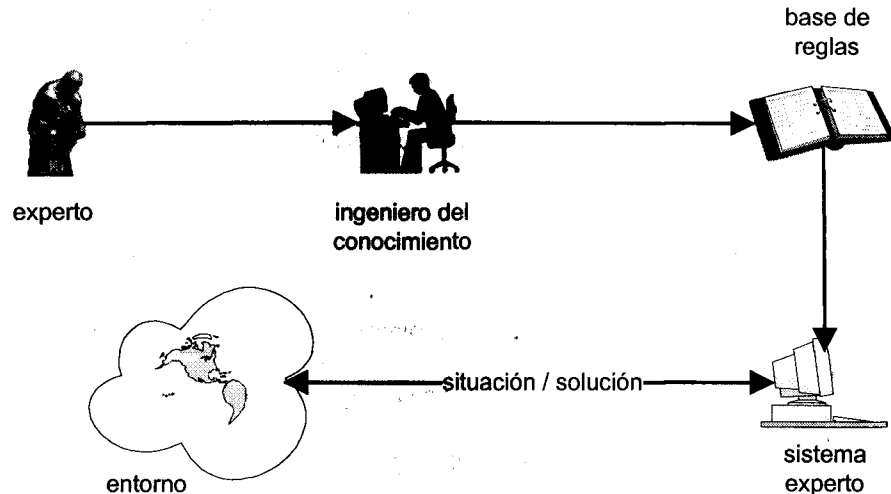 base de
reglas
experto
ingeniero del
conocimiento
situación / solución
entorno
sistema
experto